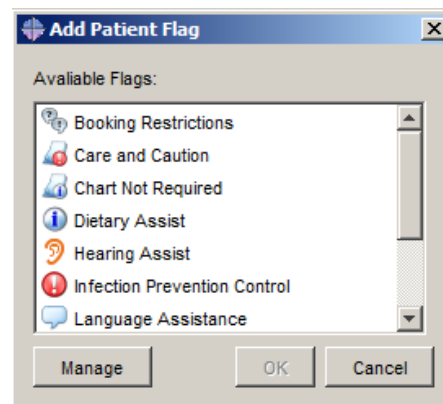 Add Patient Flag
Avaliable Flags:
Booking Restrictions
Care and Caution
Chart Not Required
Dietary Assist
Hearing Assist
Infection Prevention Control
Language Assistance
Manage OK Cancel